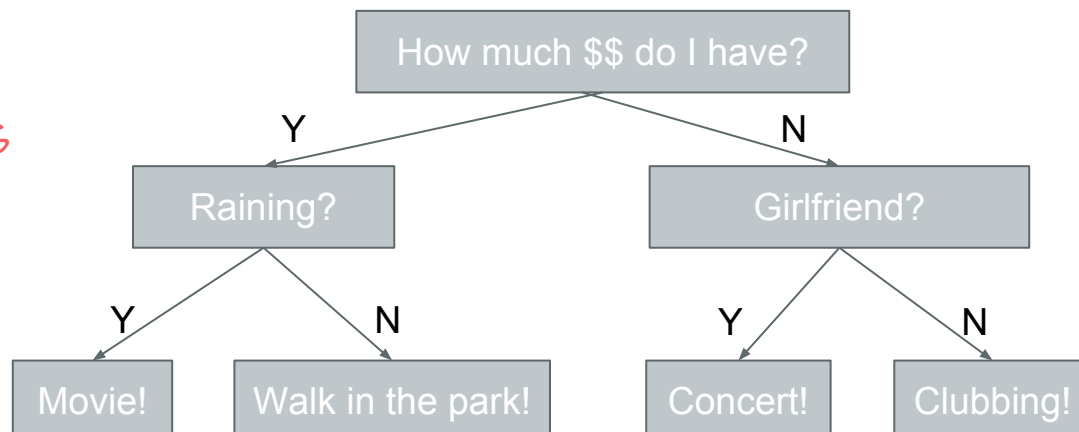 How much $$ do I have?
Y N
Raining? Girlfriend?
Y N Y N
Movie! Walk in the park! Concert! Clubbing!